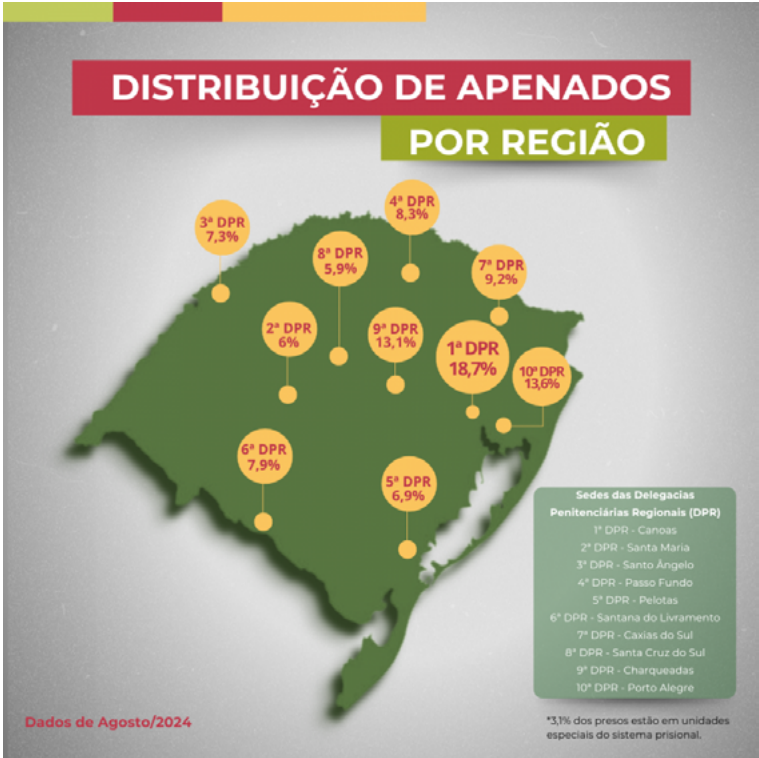 DISTRIBUIÇÃO DE APENADOS
POR REGIÃO
4ª DPR
8,3%
3ª DPR
7,3%
8ª DPR
5,9%
7ª DPR
9,2%
2ª DPR
6%
9ª DPR
13,1%
1ª DPR
18,7%
10ª DPR
13,6%
6ª DPR
7,9%
5ª DPR
6,9%
Sedes das Delegacias
Penitenciárias Regionais (DPR)
1ª DPR - Canoas
2ª DPR - Santa Maria
3ª DPR - Santo Ângelo
4ª DPR - Passo Fundo
5ª DPR - Pelotas
6ª DPR - Santana do Livramento
7ª DPR - Caxias do Sul
8ª DPR - Santa Cruz do Sul
9ª DPR - Charqueadas
10ª DPR - Porto Alegre
Dados de Agosto/2024
*3,1% dos presos estão em unidades
especiais do sistema prisional.